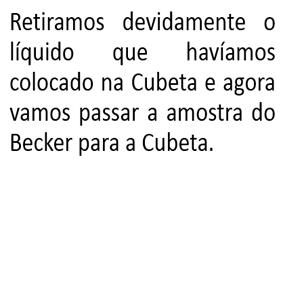 Retiramos devidamente o
líquido que havíamos
colocado na Cubeta e agora
vamos passar a amostra do
Becker para a Cubeta.